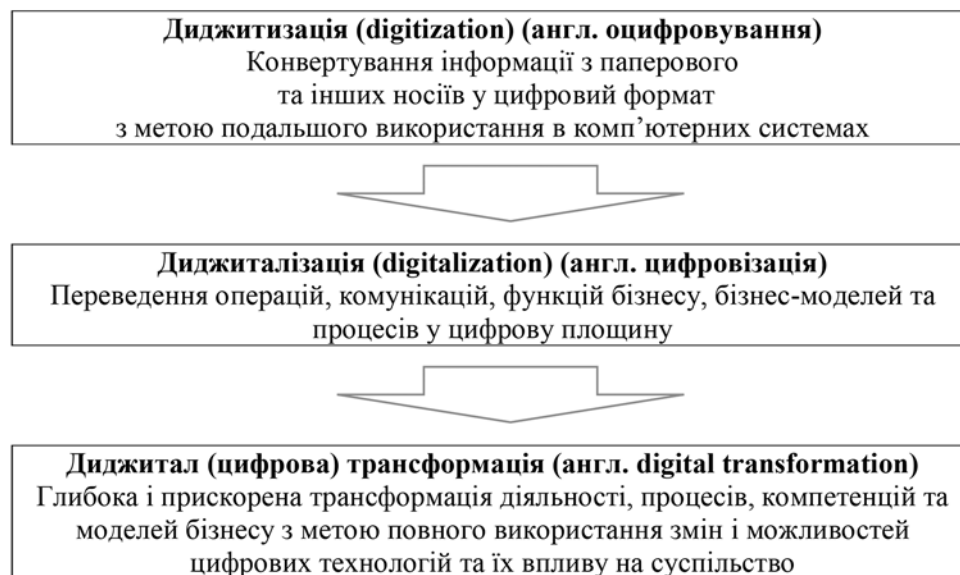 Диджитизація (digitization) (англ. оцифровування)
Конвертування інформації з паперового
та інших носіїв у цифровий формат
з метою подальшого використання в комп’ютерних системах
Диджиталізація (digitalization) (англ. цифровізація)
Переведення операцій, комунікацій, функцій бізнесу, бізнес-моделей та
процесів у цифрову площину
Диджитал (цифрова) трансформація (англ. digital transformation)
Глибока і прискорена трансформація діяльності, процесів, компетенцій та
моделей бізнесу з метою повного використання змін і можливостей
цифрових технологій та їх впливу на суспільство